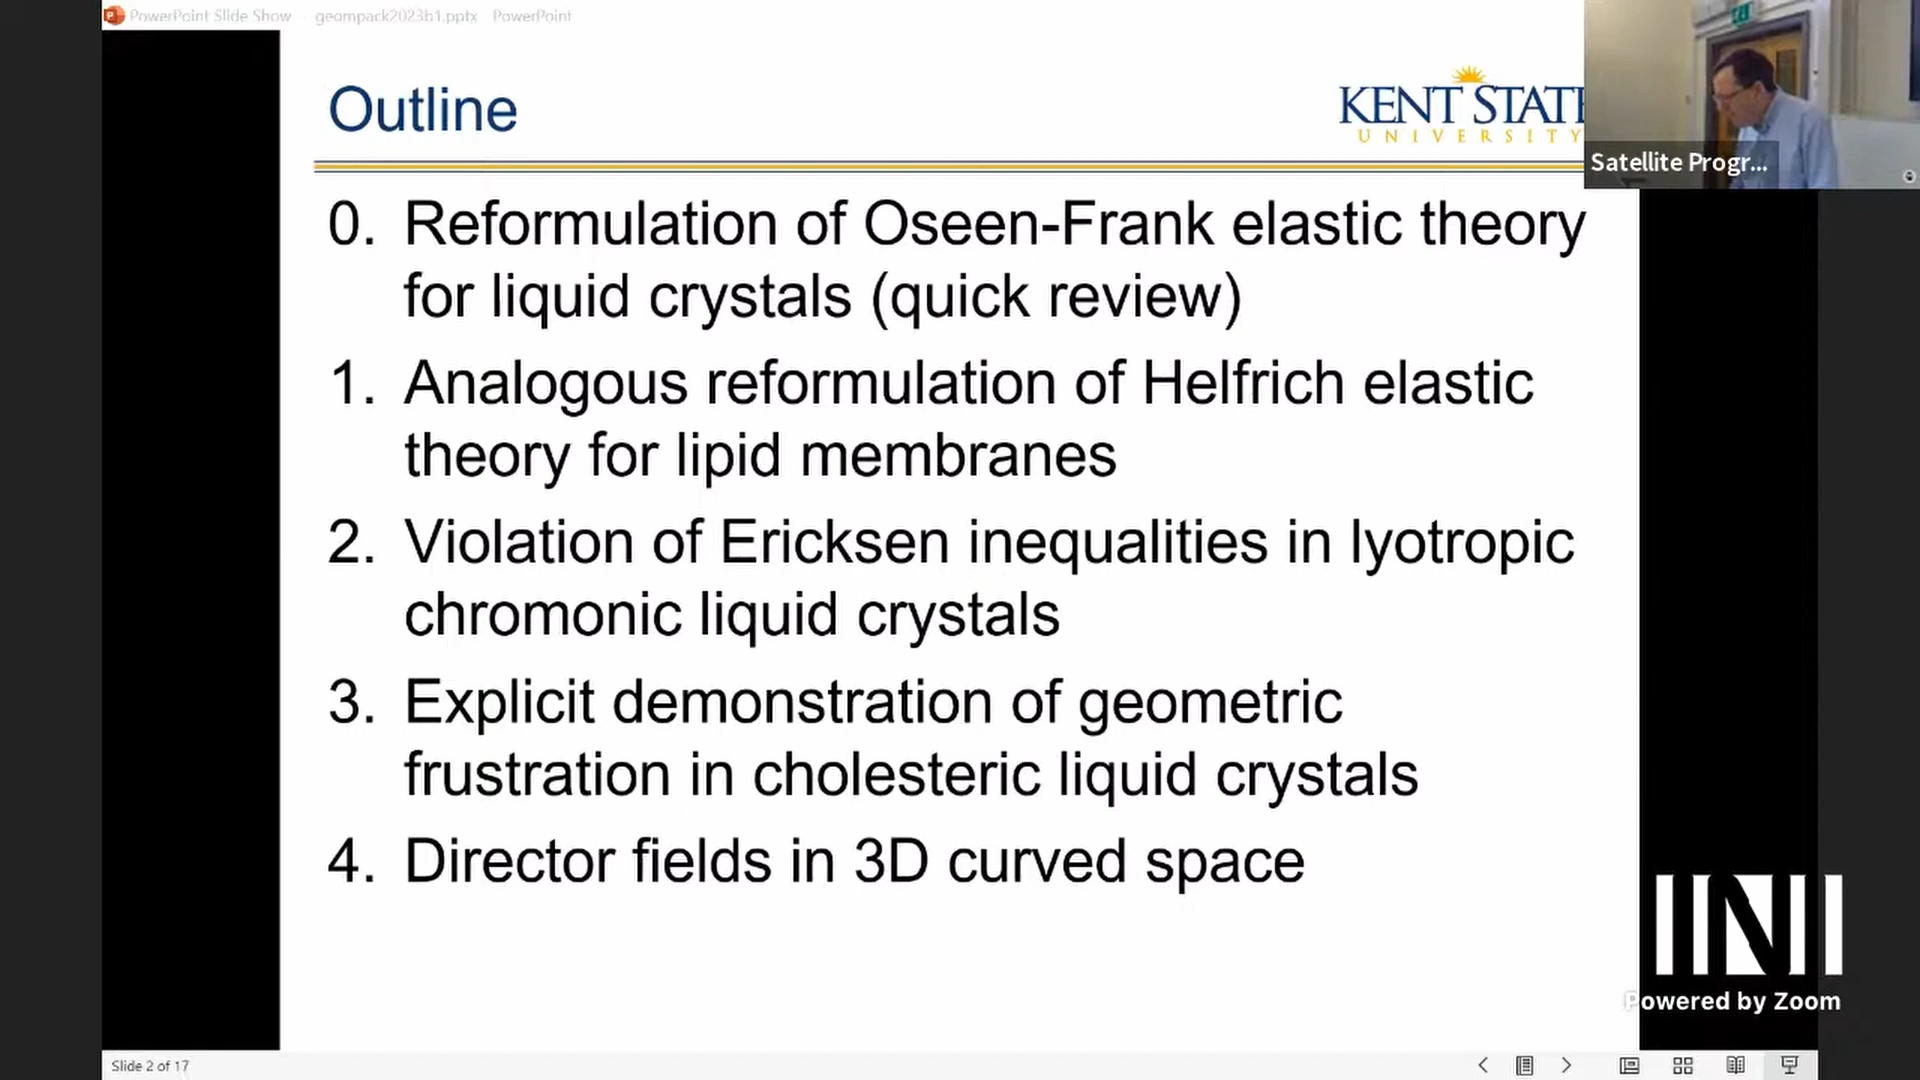 PowerPoint Slide Show - geompack2023b1.pptx - PowerPoint
Outline
KENT STATE
UNIVERSITY
Satellite Progr...
0. Reformulation of Oseen-Frank elastic theory
for liquid crystals (quick review)
1. Analogous reformulation of Helfrich elastic
theory for lipid membranes
2. Violation of Ericksen inequalities in lyotropic
chromonic liquid crystals
3. Explicit demonstration of geometric
frustration in cholesteric liquid crystals
4. Director fields in 3D curved space
INI
Powered by Zoom
Slide 2 of 17